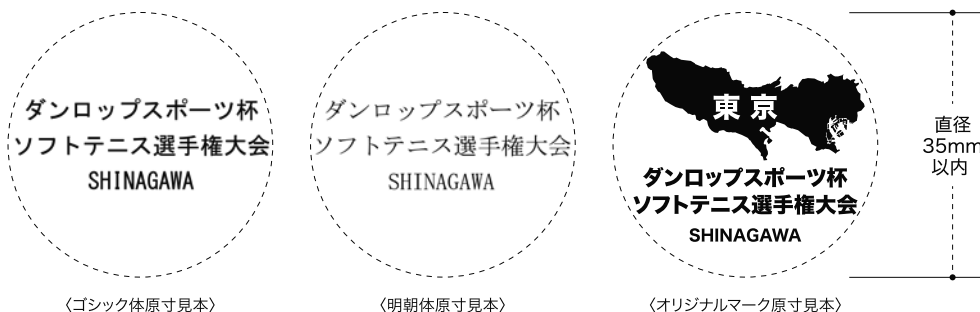 ダンロップスポーツ杯
ソフトテニス選手権大会
SHINAGAWA
〈ゴシック体原寸見本〉
ダンロップスポーツ杯
ソフトテニス選手権大会
SHINAGAWA
〈明朝体原寸見本〉
東京
ダンロップスポーツ杯
ソフトテニス選手権大会
SHINAGAWA
〈オリジナルマーク原寸見本〉
直径
35mm
以内